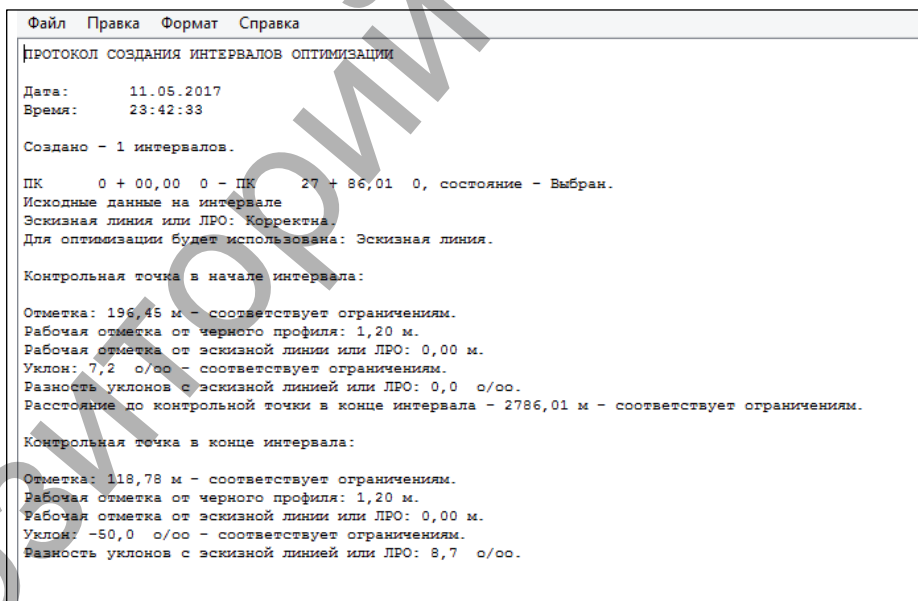 Файл Правка Формат Справка
ПРОТОКОЛ СОЗДАНИЯ ИНТЕРВАЛОВ ОПТИМИЗАЦИИ
Дата: 11.05.2017
Время: 23:42:33
Создано - 1 интервалов.
ПК 0 + 00,00 0 - ПК 27 + 86,01 0, состояние - Выбран.
Исходные данные на интервале
Эскизная линия или ЛРО: Корректна.
Для оптимизации будет использована: Эскизная линия.
Контрольная точка в начале интервала:
Отметка: 196,45 м - соответствует ограничениям.
Рабочая отметка от черного профиля: 1,20 м.
Рабочая отметка от эскизной линии или ЛРО: 0,00 м.
Уклон: 7,2 о/оо - соответствует ограничениям.
Разность уклонов с эскизной линией или ЛРО: 0,0 о/оо.
Расстояние до контрольной точки в конце интервала - 2786,01 м - соответствует ограничениям.
Контрольная точка в конце интервала:
Отметка: 118,78 м - соответствует ограничениям.
Рабочая отметка от черного профиля: 1,20 м.
Рабочая отметка от эскизной линии или ЛРО: 0,00 м.
Уклон: -50,0 о/оо - соответствует ограничениям.
Разность уклонов с эскизной линией или ЛРО: 8,7 о/оо.